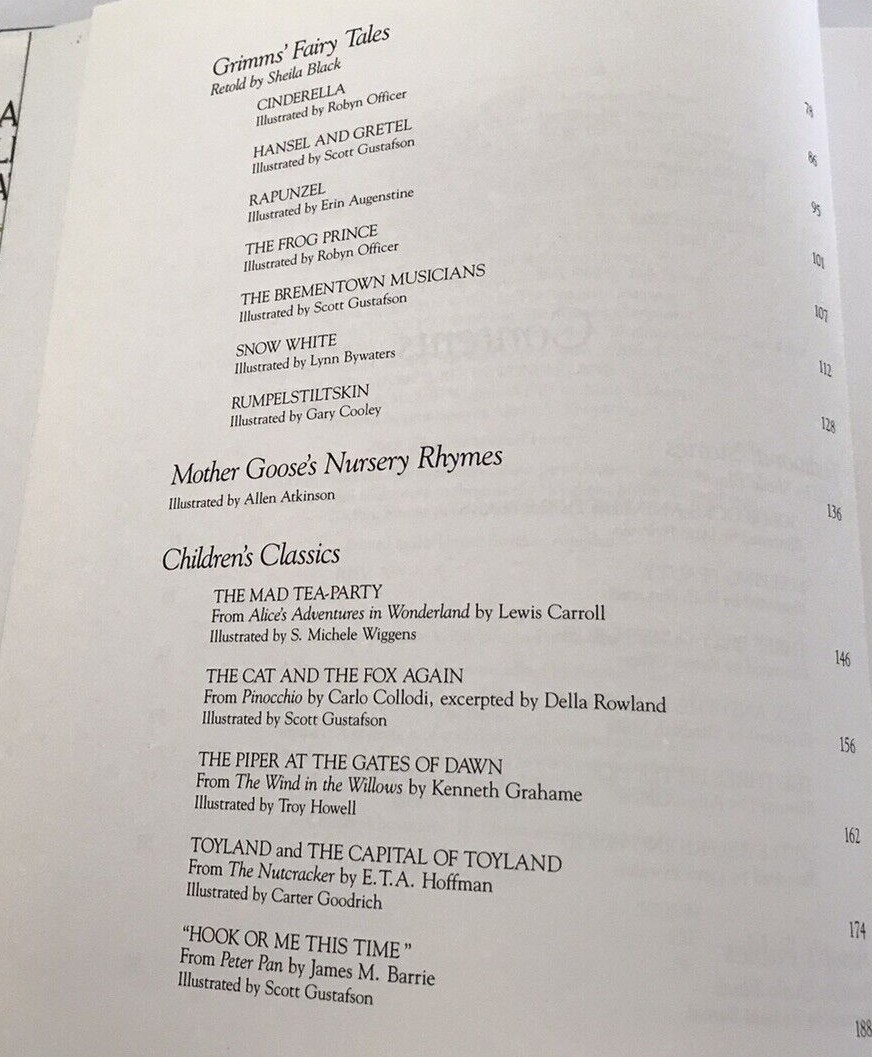 Grimms' Fairy Tales
Retold by Sheila Black
CINDERELLA 78
Illustrated by Robyn Officer
HANSEL AND GRETEL 86
Illustrated by Scott Gustafson
RAPUNZEL 95
Illustrated by Erin Augenstine
THE FROG PRINCE 101
Illustrated by Robyn Officer
THE BREMENTOWN MUSICIANS 107
Illustrated by Scott Gustafson
SNOW WHITE 112
Illustrated by Lynn Bywaters
RUMPELSTILTSKIN 128
Illustrated by Gary Cooley
Mother Goose's Nursery Rhymes 136
Illustrated by Allen Atkinson
Children's Classics
THE MAD TEA-PARTY 146
From Alice's Adventures in Wonderland by Lewis Carroll
Illustrated by S. Michele Wiggens
THE CAT AND THE FOX AGAIN 156
From Pinocchio by Carlo Collodi, excerpted by Della Rowland
Illustrated by Scott Gustafson
THE PIPER AT THE GATES OF DAWN 162
From The Wind in the Willows by Kenneth Grahame
Illustrated by Troy Howell
TOYLAND and THE CAPITAL OF TOYLAND 174
From The Nutcracker by E.T.A. Hoffman
Illustrated by Carter Goodrich
"HOOK OR ME THIS TIME" 188
From Peter Pan by James M. Barrie
Illustrated by Scott Gustafson